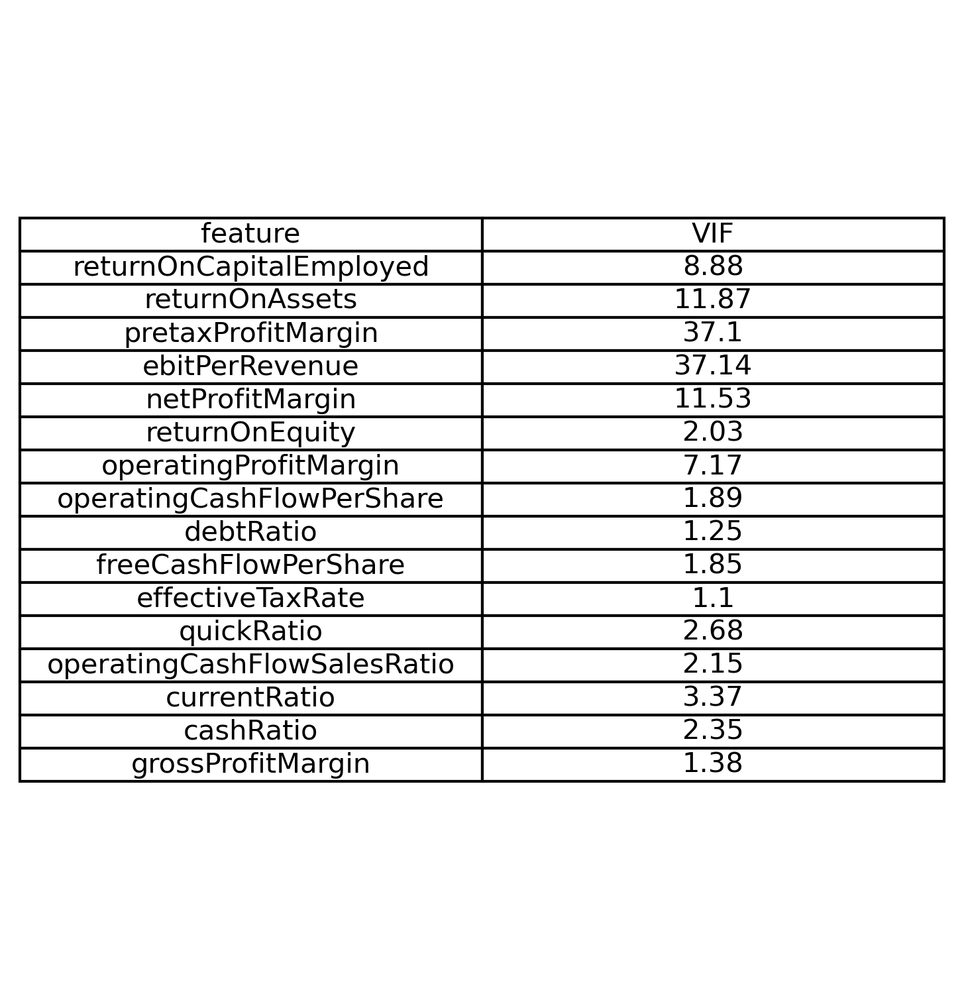 feature VIF
returnOnCapitalEmployed 8.88
returnOnAssets 11.87
pretaxProfitMargin 37.1
ebitPerRevenue 37.14
netProfitMargin 11.53
returnOnEquity 2.03
operatingProfitMargin 7.17
operatingCashFlowPerShare 1.89
debtRatio 1.25
freeCashFlowPerShare 1.85
effectiveTaxRate 1.1
quickRatio 2.68
operatingCashFlowSalesRatio 2.15
currentRatio 3.37
cashRatio 2.35
grossProfitMargin 1.38